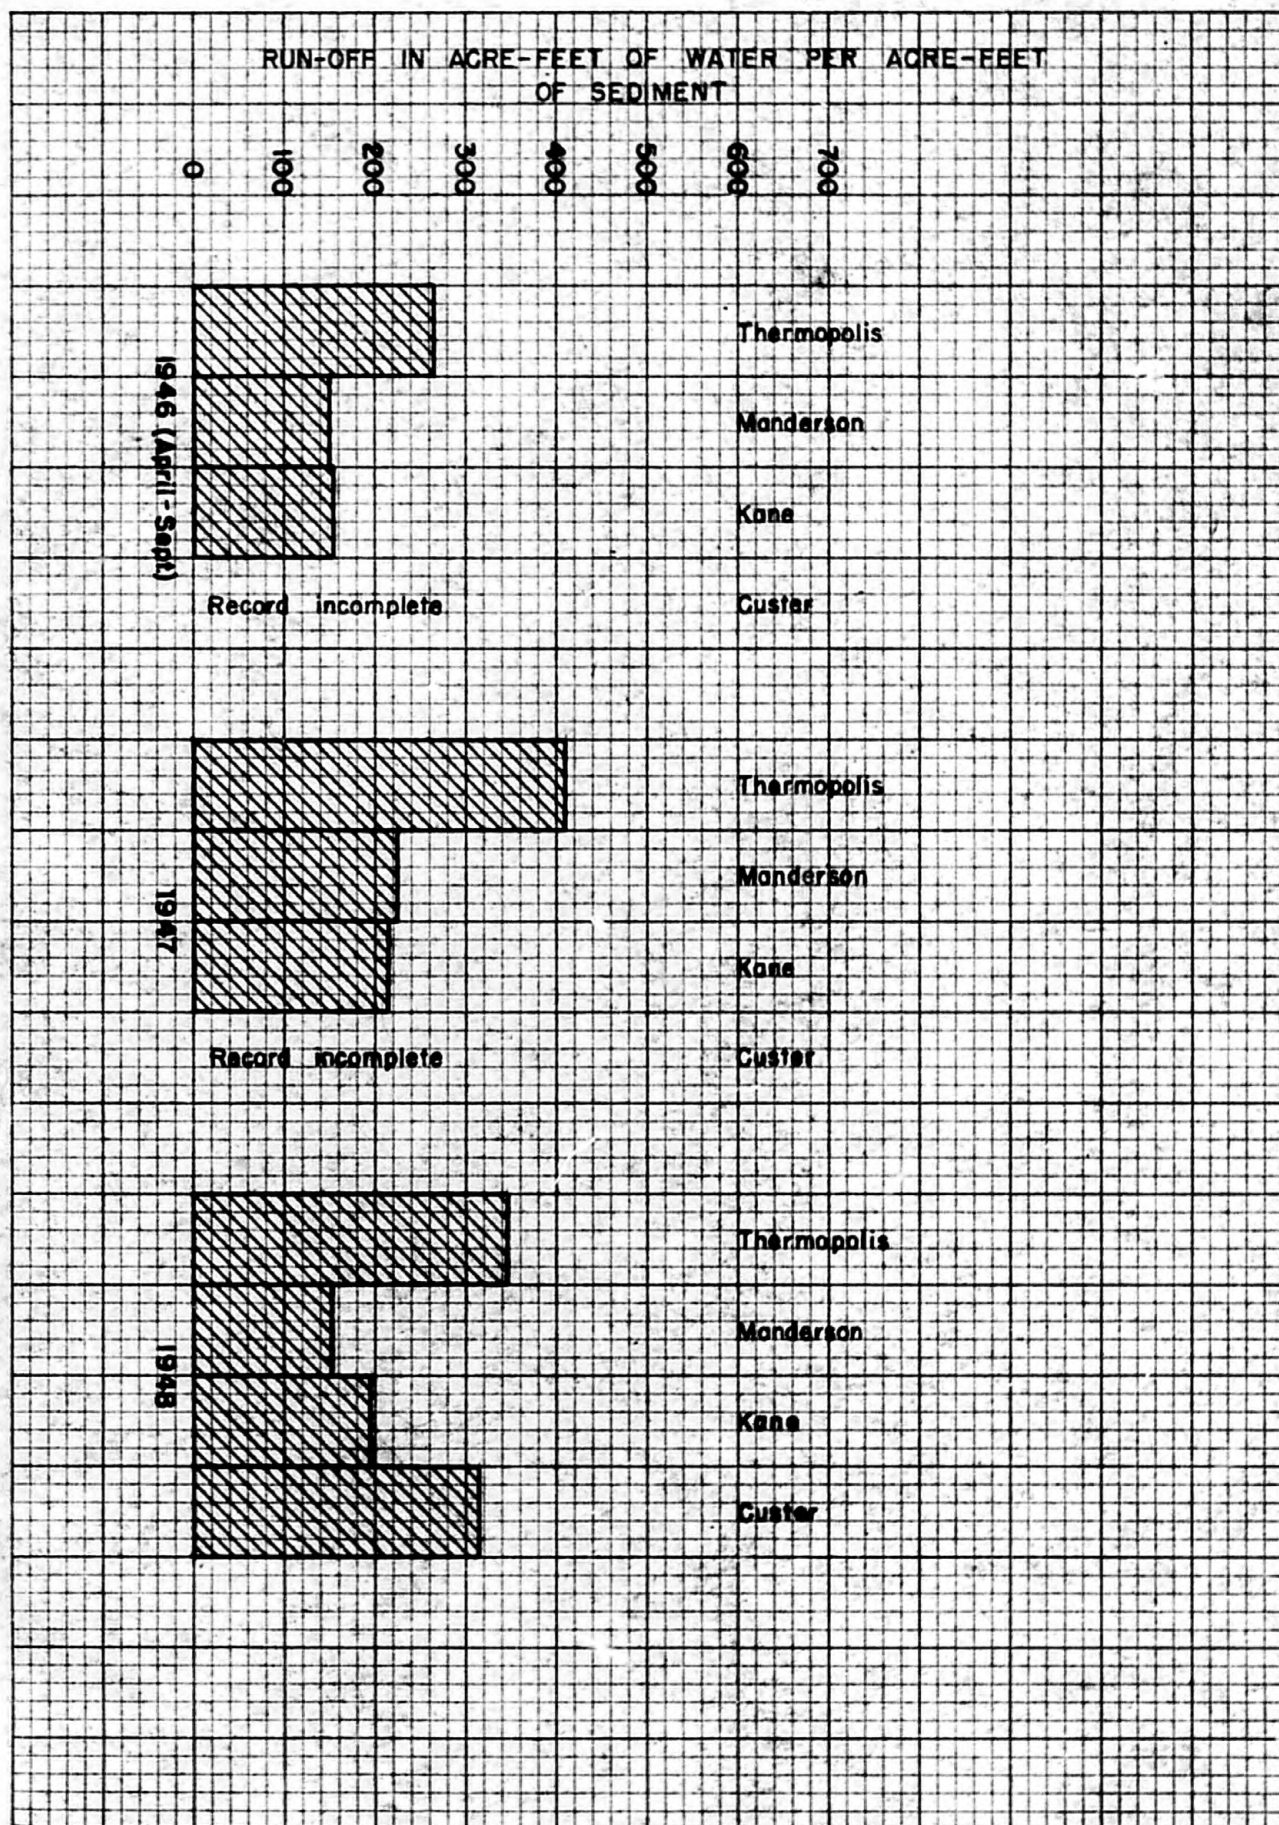 RUN-OFF IN ACRE-FEET OF WATER PER ACRE-FEET
OF SEDIMENT
0 100 200 300 400 500 600 700
1946 (April-Sept)
Thermopolis
Manderson
Kane
Record incomplete Custer
1947
Thermopolis
Manderson
Kane
Record incomplete Custer
1948
Thermopolis
Manderson
Kane
Custer